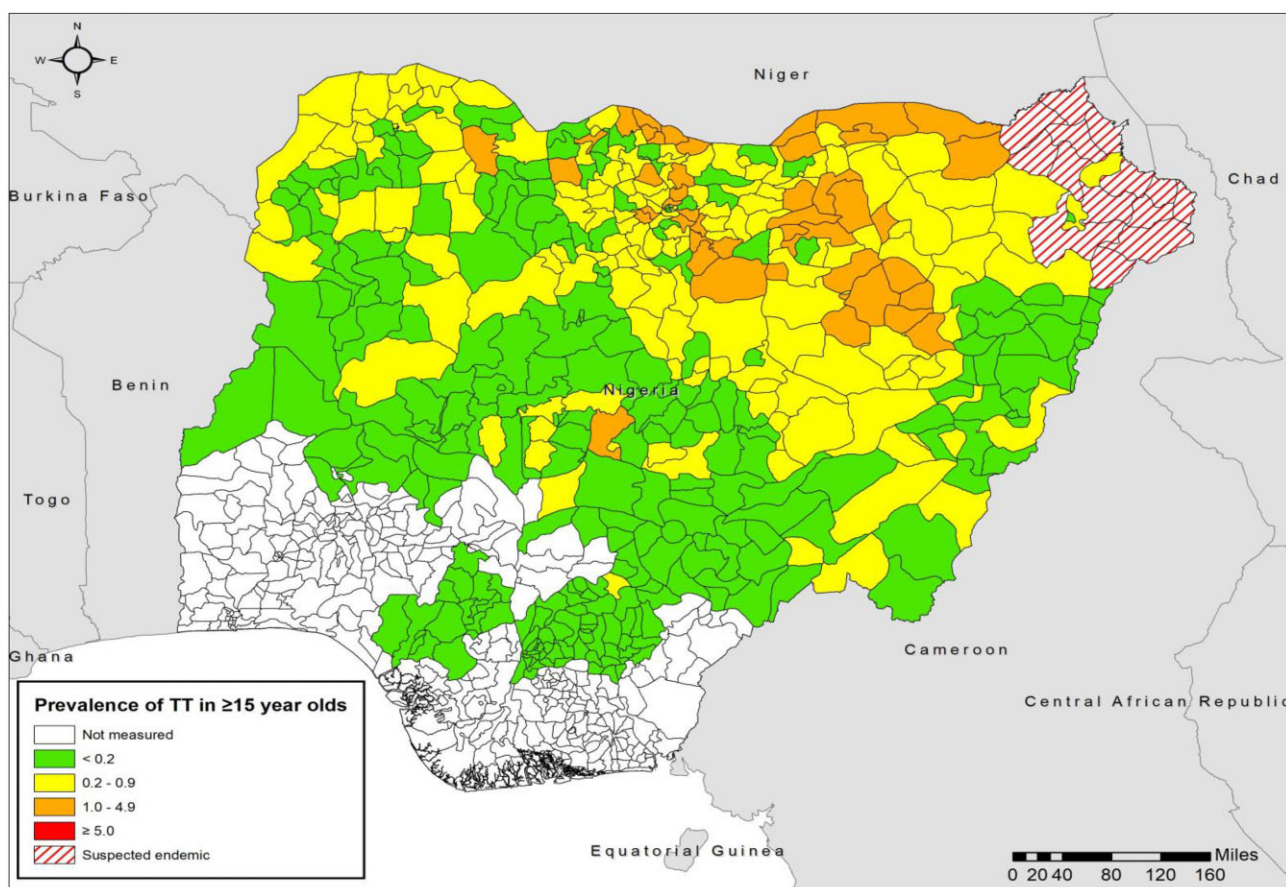 N
W E
S
Niger
Chad
Burkina Faso
Benin
Nigeria
Togo
Ghana
Cameroon
Central African Republic
Equatorial Guinea
Prevalence of TT in ≥15 year olds
Not measured
< 0.2
0.2 - 0.9
1.0 - 4.9
≥ 5.0
Suspected endemic
Miles
0 20 40 80 120 160